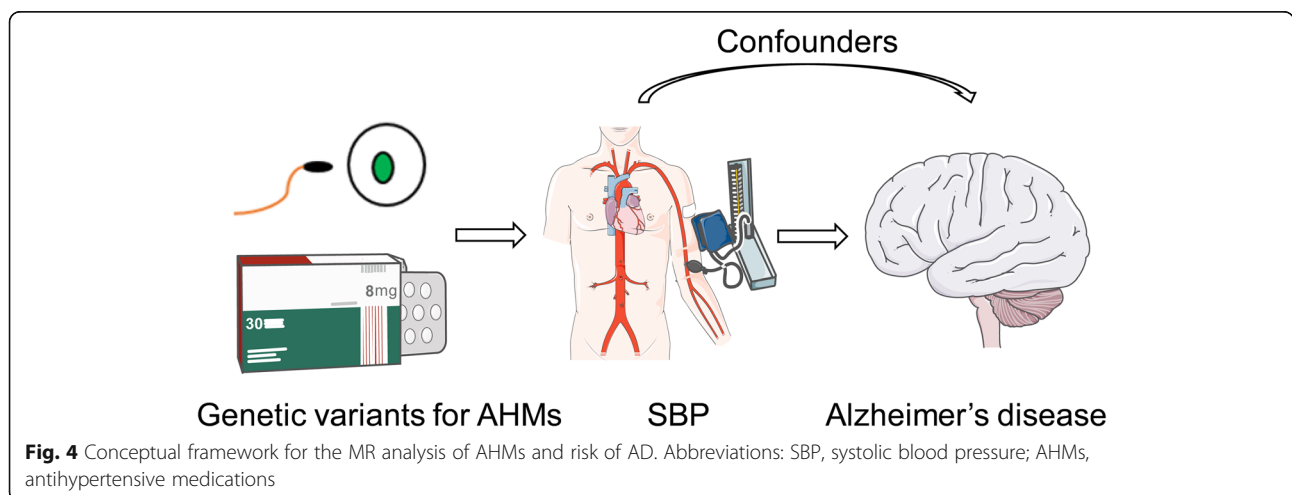 Confounders
8mg
30
Genetic variants for AHMs SBP Alzheimer's disease
Fig. 4 Conceptual framework for the MR analysis of AHMs and risk of AD. Abbreviations: SBP, systolic blood pressure; AHMs,
antihypertensive medications